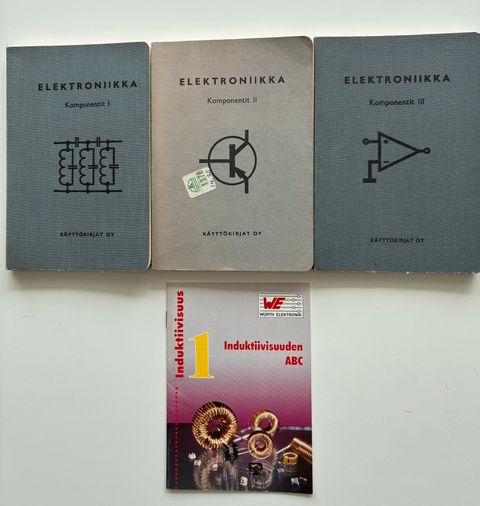 ELEKTRONIIKKA
Komponentit I
KÄYTTÖKIRJAT OY
ELEKTRONIIKKA
Komponentit II
KÄYTTÖKIRJAT OY
ELEKTRONIIKKA
Komponentit III
KÄYTTÖKIRJAT OY
Induktiivisuus
1
WE
WÜRTH ELEKTRONIK
Induktiivisuuden
ABC